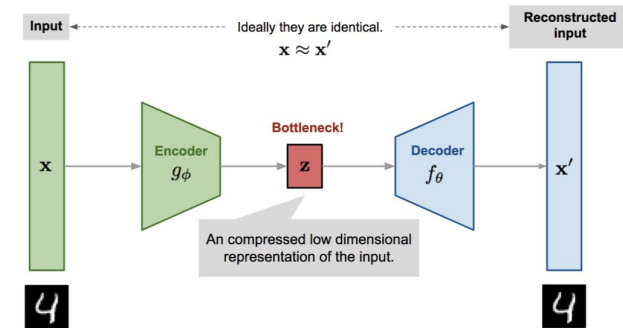 Input
Ideally they are identical.
x ≈ x′
Reconstructed
input
Bottleneck!
x
Encoder
gϕ
z
Decoder
fθ
x′
An compressed low dimensional
representation of the input.
4
4